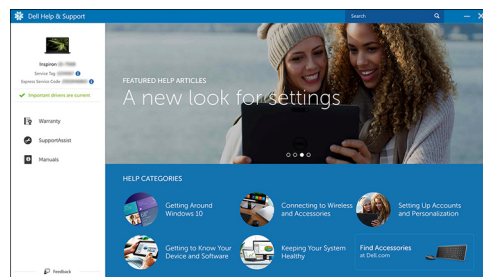 Dell Help & Support
Search
Inspiron
Service Tag
Express Service Code
Important drivers are current
Warranty
SupportAssist
Manuals
Feedback
FEATURED HELP ARTICLES
A new look for settings
HELP CATEGORIES
Getting Around
Windows 10
Connecting to Wireless
and Accessories
Setting Up Accounts
and Personalization
Getting to Know Your
Device and Software
Keeping Your System
Healthy
Find Accessories
at Dell.com